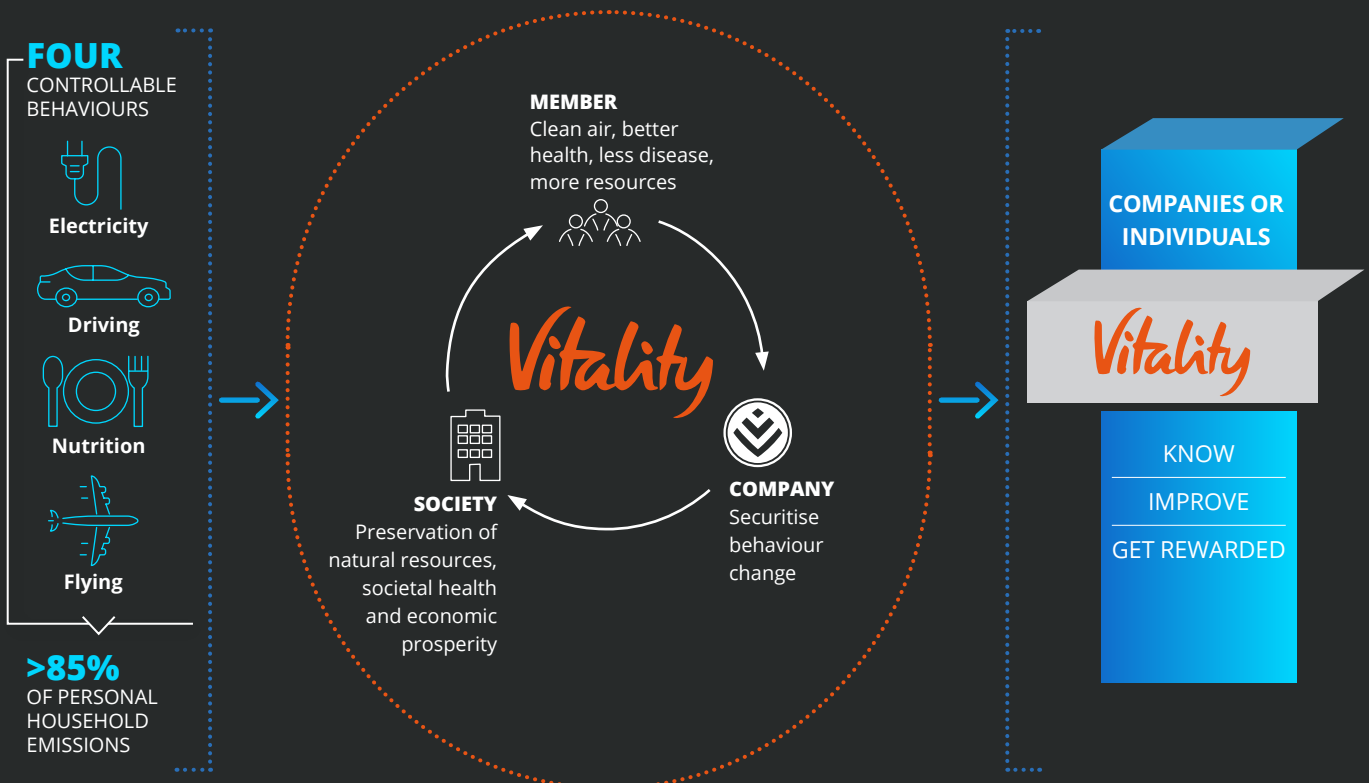 FOUR
CONTROLLABLE
BEHAVIOURS
Electricity
Driving
Nutrition
Flying
>85%
OF PERSONAL
HOUSEHOLD
EMISSIONS
MEMBER
Clean air, better
health, less disease,
more resources
Vitality
COMPANY
Securitise
behaviour
change
SOCIETY
Preservation of
natural resources,
societal health
and economic
prosperity
COMPANIES OR
INDIVIDUALS
Vitality
KNOW
IMPROVE
GET REWARDED